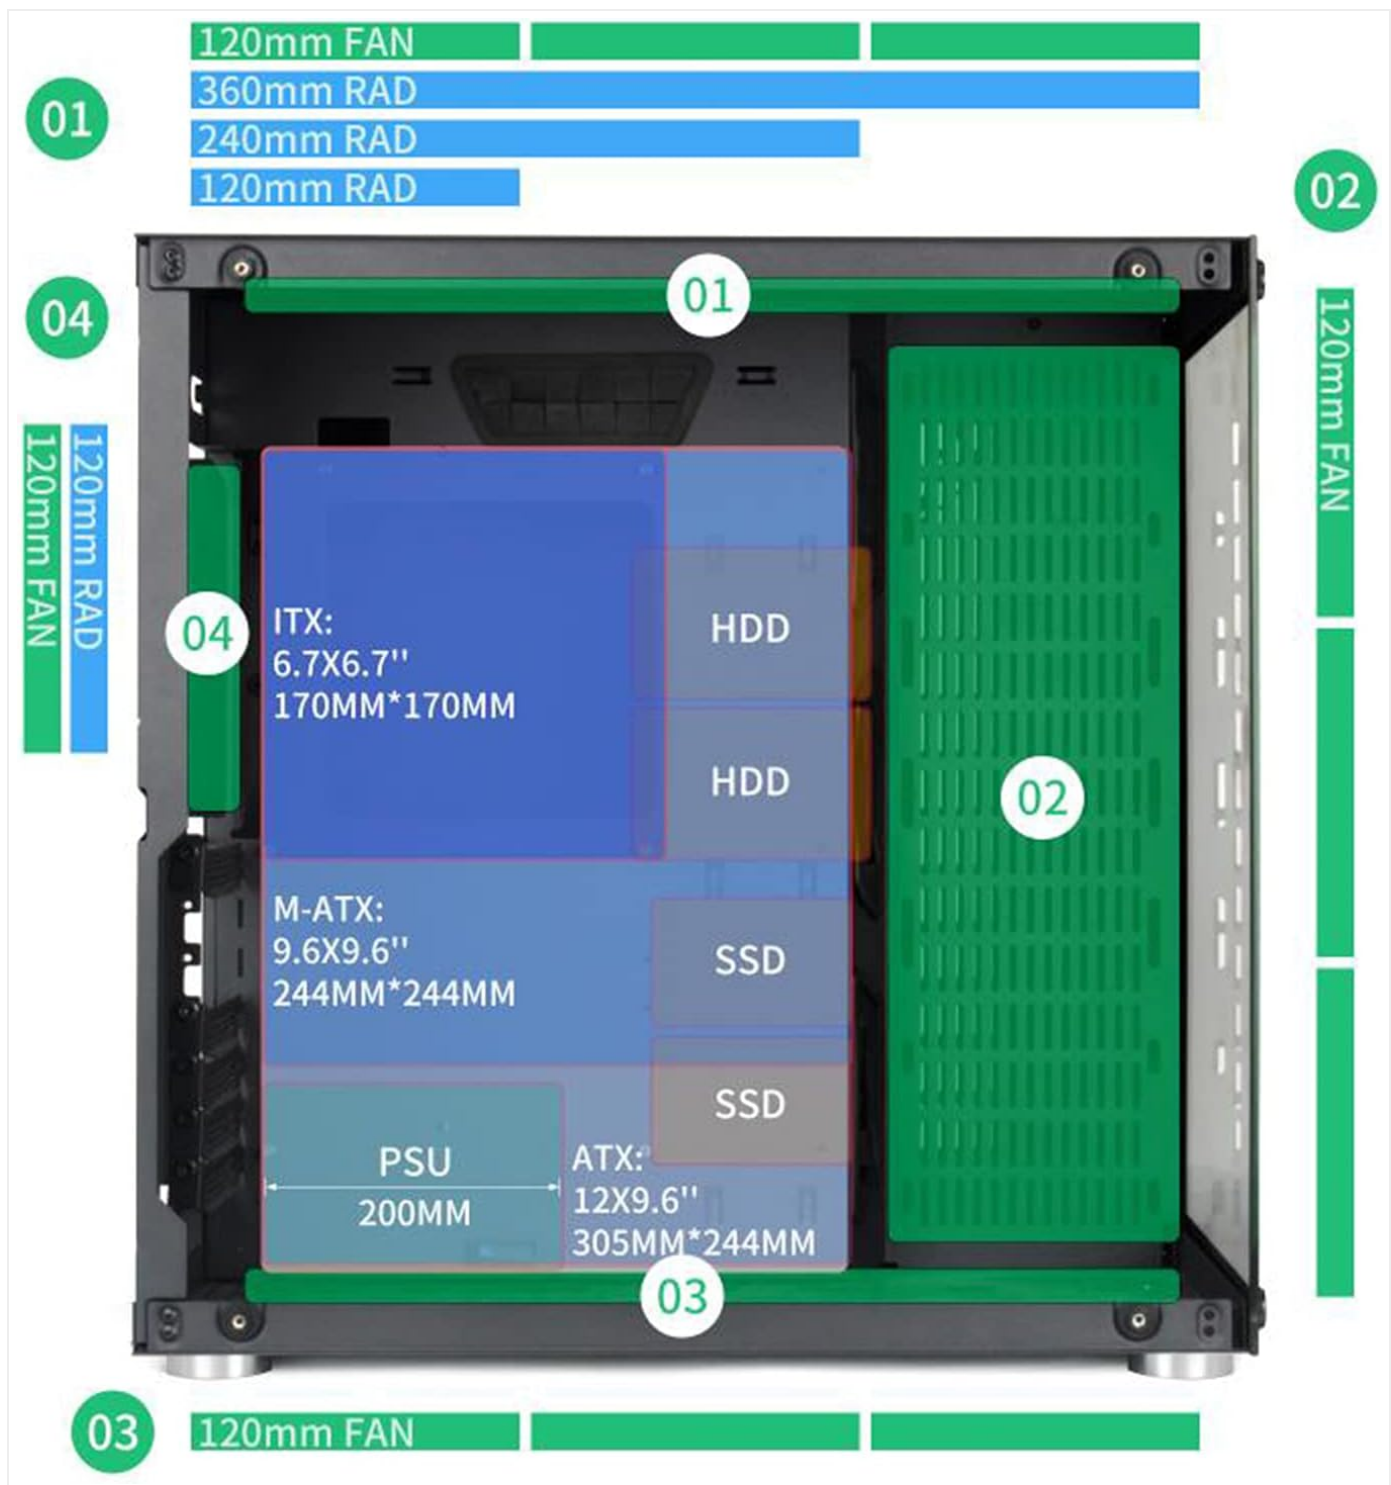 120mm FAN
360mm RAD
01
240mm RAD
120mm RAD
02
01
04
120mm FAN
120mm FAN
120mm RAD
04
ITX:
6.7X6.7''
170MM*170MM
HDD
HDD
02
M-ATX:
9.6X9.6''
244MM*244MM
SSD
SSD
PSU
200MM
ATX:
12X9.6''
305MM*244MM
03
03
120mm FAN